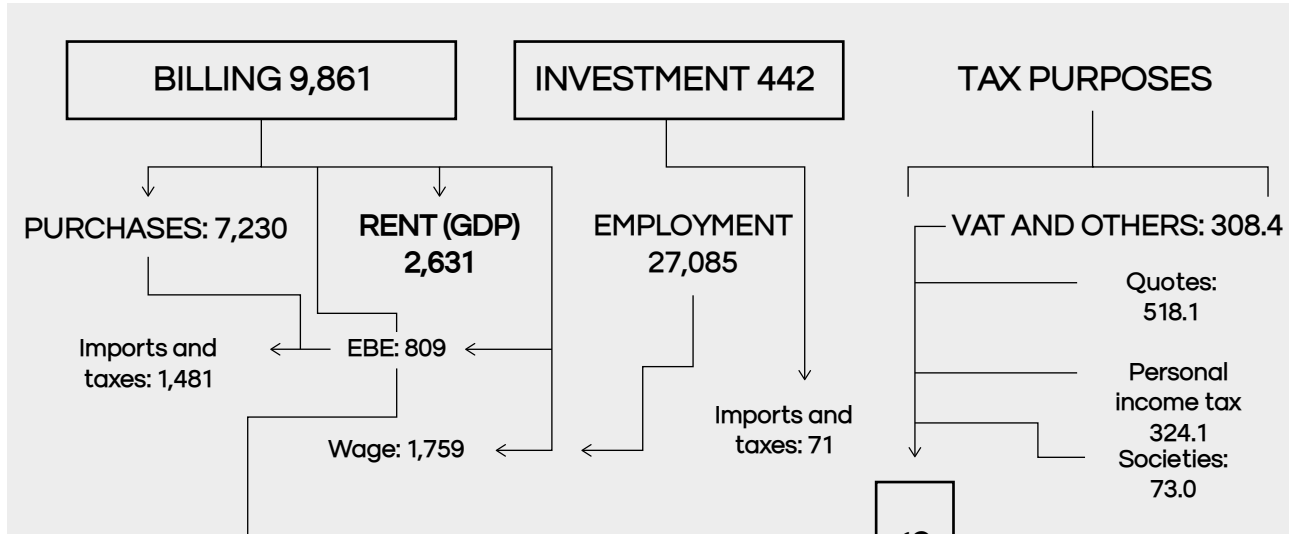 BILLING 9,861
INVESTMENT 442
TAX PURPOSES
PURCHASES: 7,230
RENT (GDP)
2,631
EMPLOYMENT
27,085
VAT AND OTHERS: 308.4
Quotes:
518.1
Imports and
taxes: 1,481
EBE: 809
Personal
income tax
324.1
Imports and
taxes: 71
Wage: 1,759
Societies:
73.0